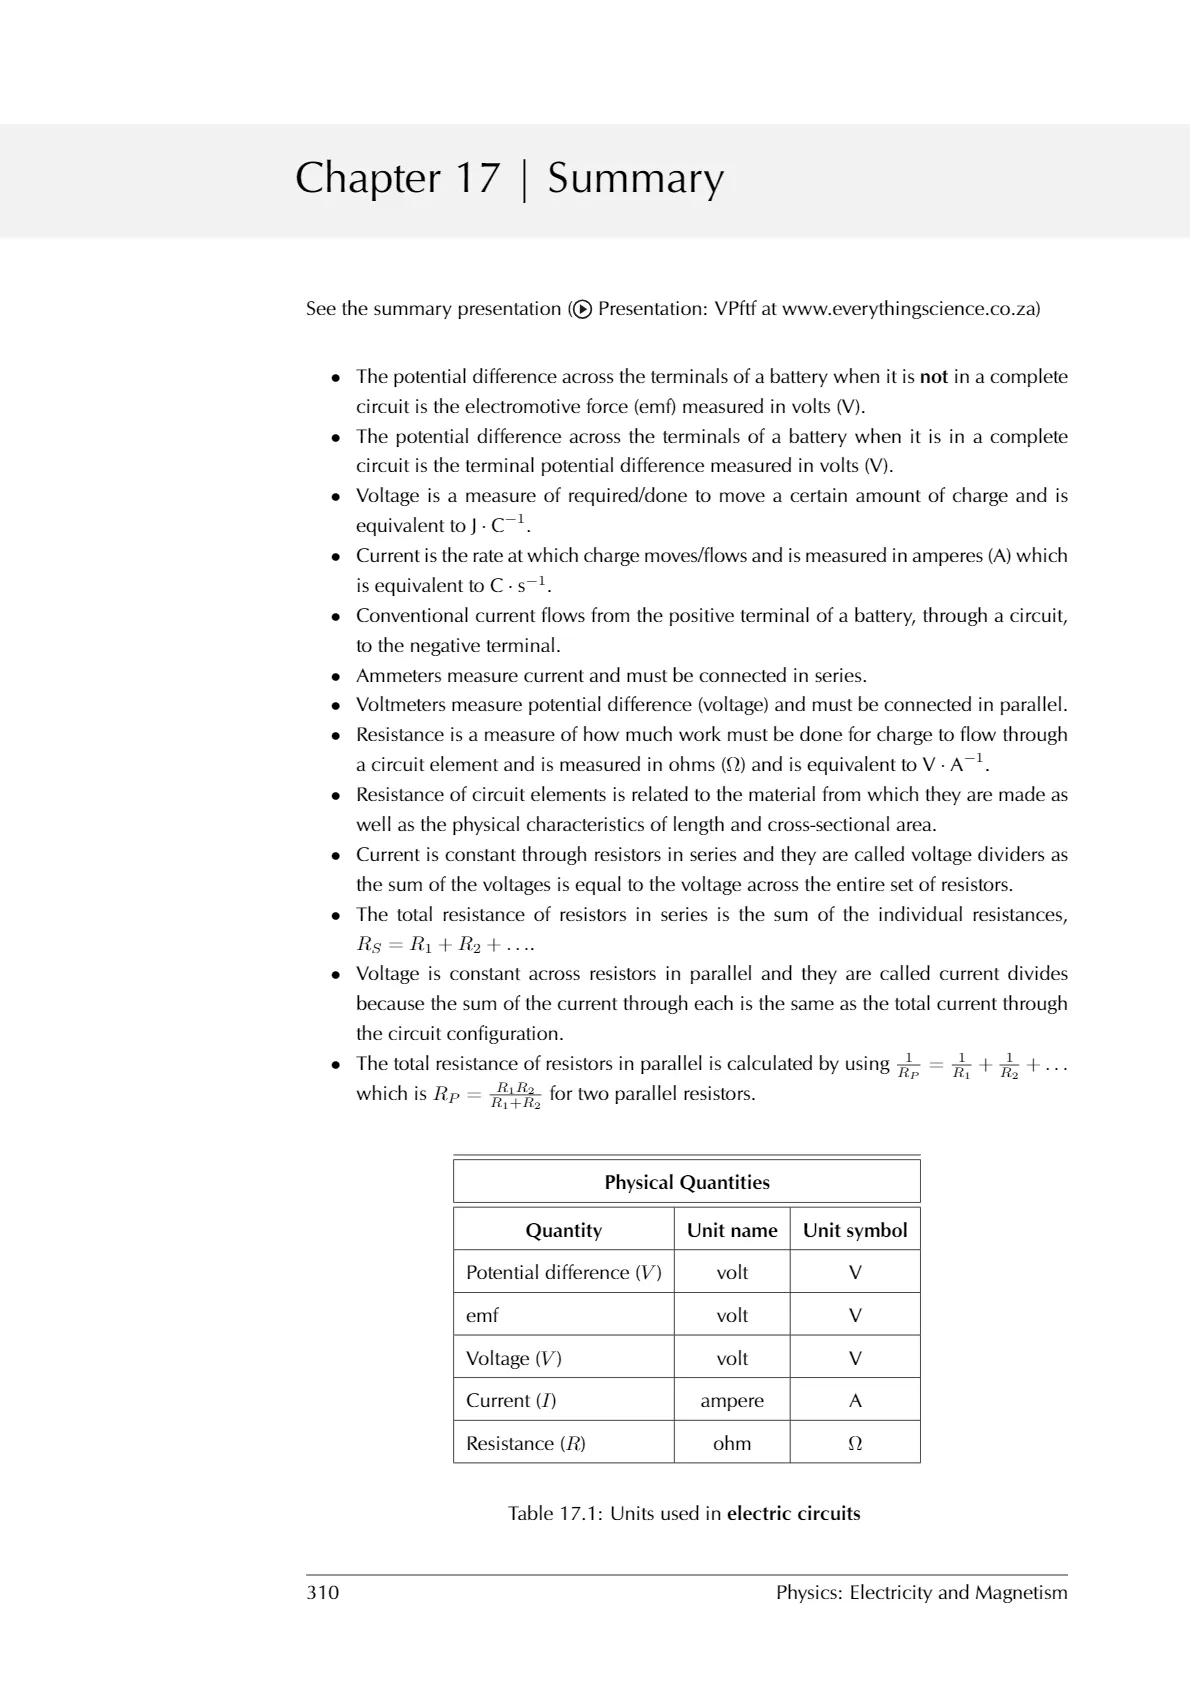 Chapter 17 | Summary
See the summary presentation (▶ Presentation: VPftf at www.everythingscience.co.za)
• The potential difference across the terminals of a battery when it is not in a complete
circuit is the electromotive force (emf) measured in volts (V).
• The potential difference across the terminals of a battery when it is in a complete
circuit is the terminal potential difference measured in volts (V).
• Voltage is a measure of required/done to move a certain amount of charge and is
equivalent to J · C⁻¹.
• Current is the rate at which charge moves/flows and is measured in amperes (A) which
is equivalent to C · s⁻¹.
• Conventional current flows from the positive terminal of a battery, through a circuit,
to the negative terminal.
• Ammeters measure current and must be connected in series.
• Voltmeters measure potential difference (voltage) and must be connected in parallel.
• Resistance is a measure of how much work must be done for charge to flow through
a circuit element and is measured in ohms (Ω) and is equivalent to V · A⁻¹.
• Resistance of circuit elements is related to the material from which they are made as
well as the physical characteristics of length and cross-sectional area.
• Current is constant through resistors in series and they are called voltage dividers as
the sum of the voltages is equal to the voltage across the entire set of resistors.
• The total resistance of resistors in series is the sum of the individual resistances,
R_S = R_1 + R_2 + ....
• Voltage is constant across resistors in parallel and they are called current divides
because the sum of the current through each is the same as the total current through
the circuit configuration.
• The total resistance of resistors in parallel is calculated by using 1/R_P = 1/R_1 + 1/R_2 + ...
which is R_P = R_1R_2/(R_1+R_2) for two parallel resistors.
Physical Quantities
Quantity Unit name Unit symbol
Potential difference (V) volt V
emf volt V
Voltage (V) volt V
Current (I) ampere A
Resistance (R) ohm Ω
Table 17.1: Units used in electric circuits
310 Physics: Electricity and Magnetism